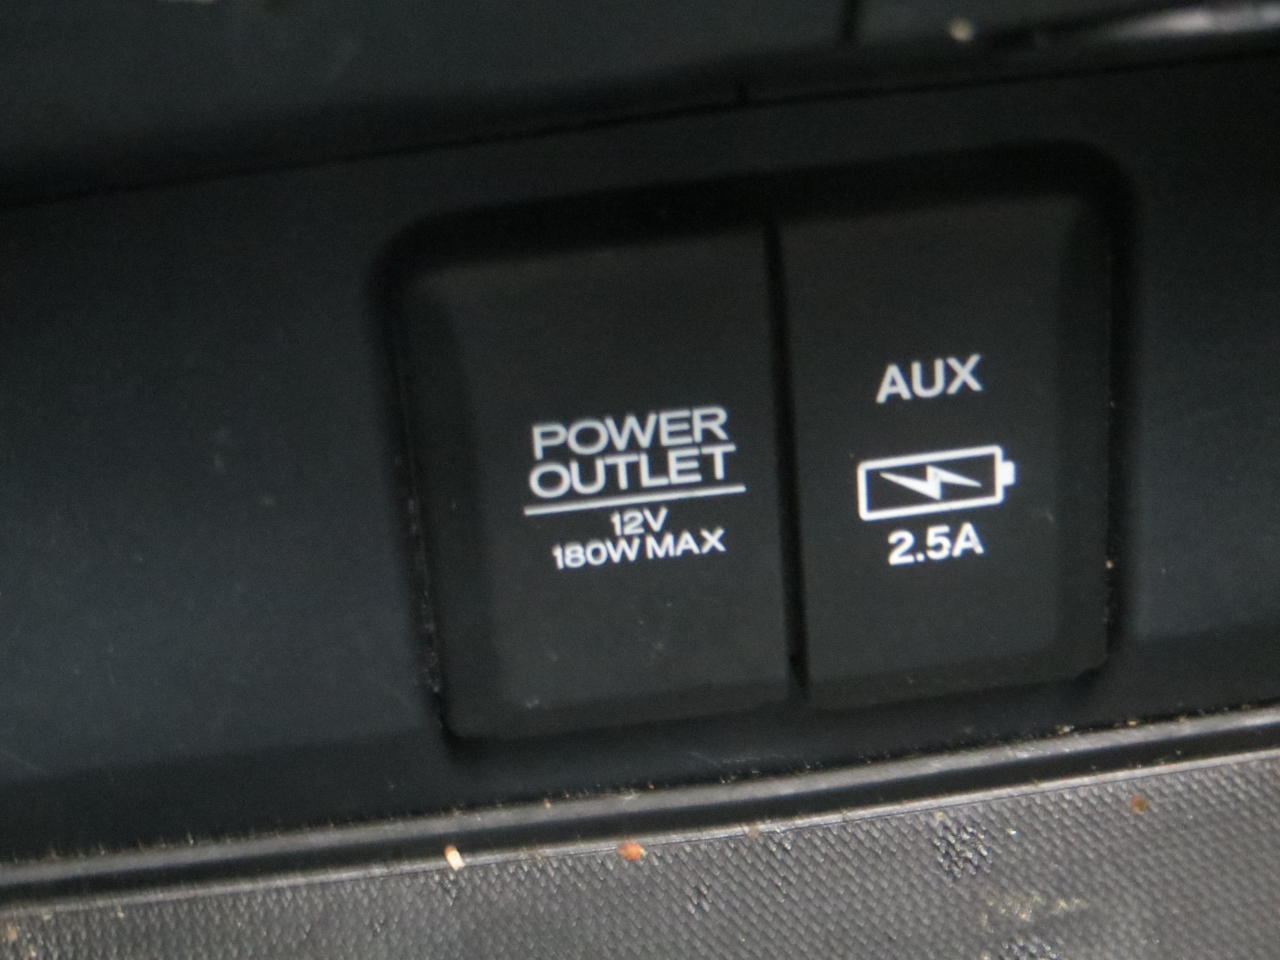 POWER
OUTLET
12V
180W MAX
AUX
2.5A